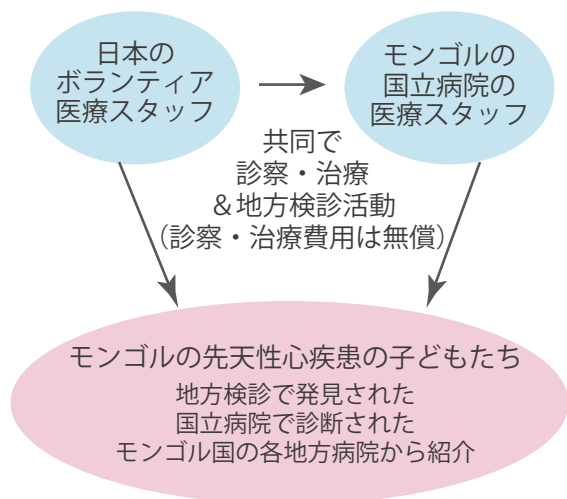 日本の
ボランティア
医療スタッフ
モンゴルの
国立病院の
医療スタッフ
共同で
診察・治療
＆地方検診活動
（診察・治療費用は無償）
モンゴルの先天性心疾患の子どもたち
地方検診で発見された
国立病院で診断された
モンゴル国の各地方病院から紹介